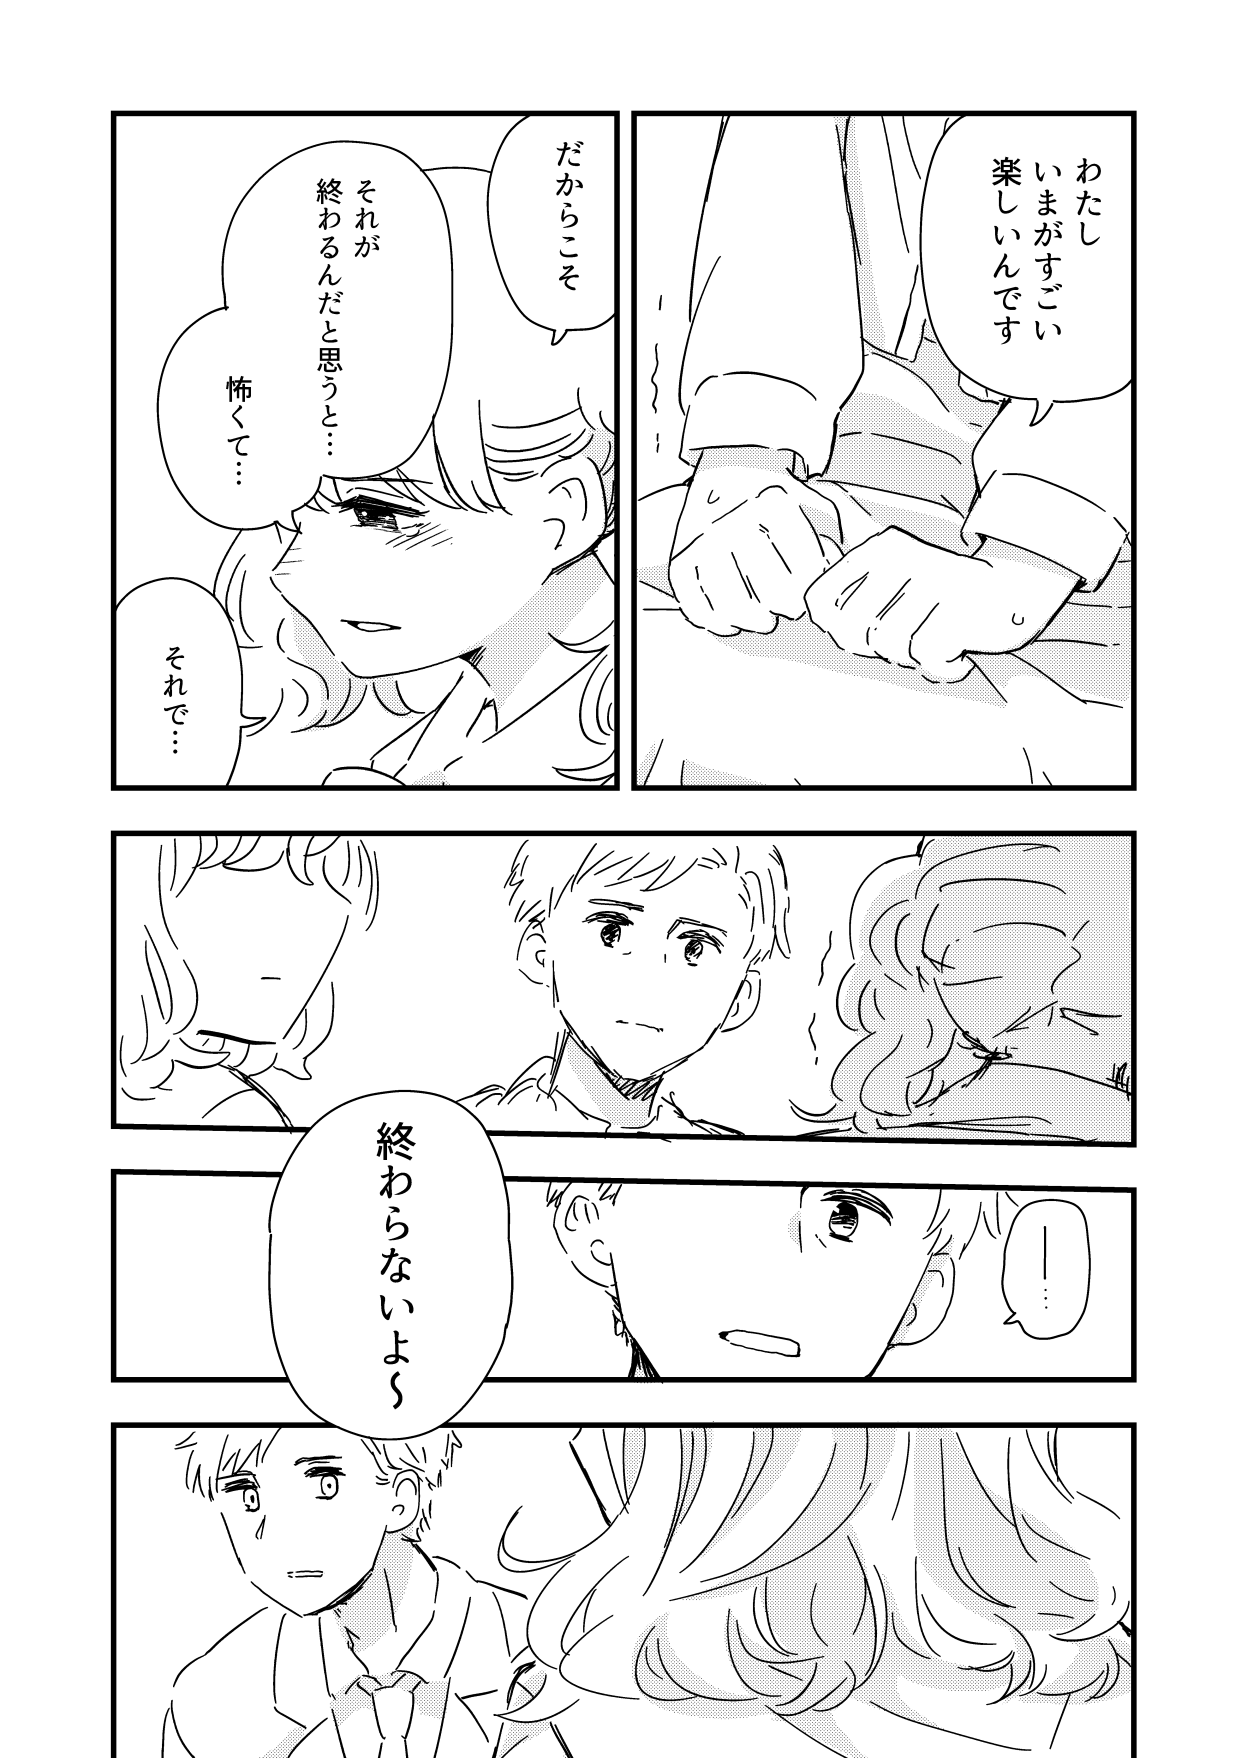 わたし
いまがすごい
楽しいんです
だからこそ
それが
終わるんだと思うと…
怖くて…
それで…
──…
終わらないよ～